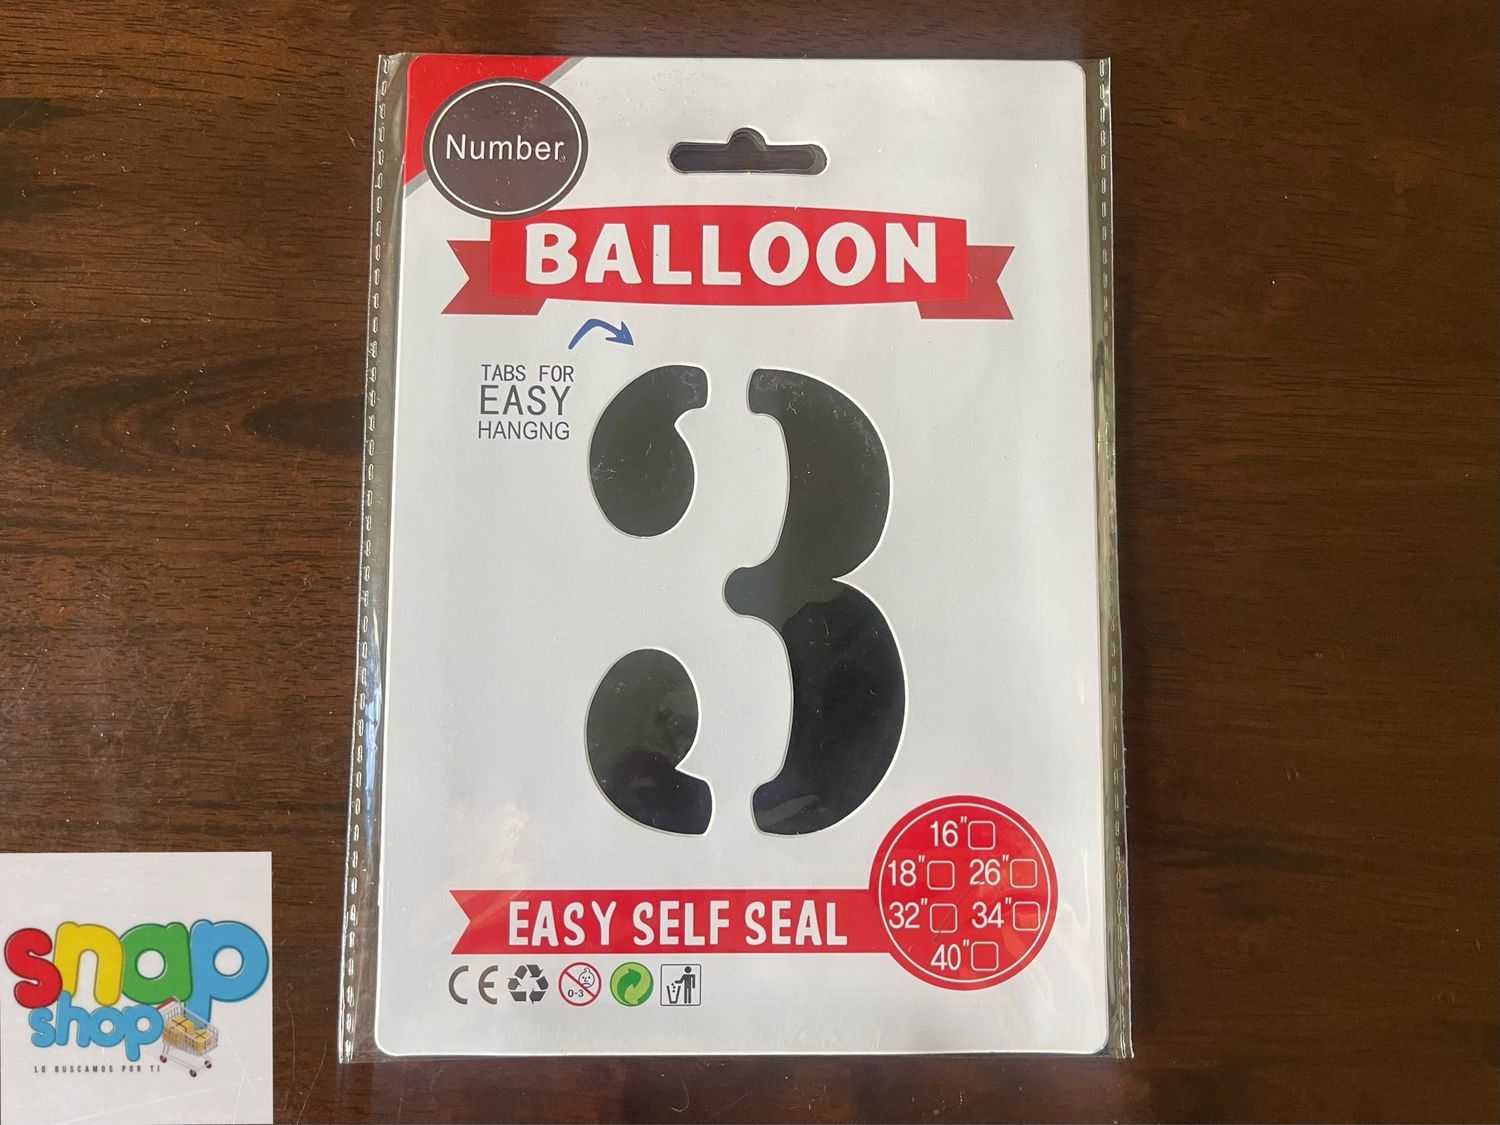 Number
BALLOON
TABS FOR
EASY
HANGNG
3
16"
18" 26"
32" 34"
40"
EASY SELF SEAL
CE
0-3
snap
shop
LO BUSCAMOS POR TI